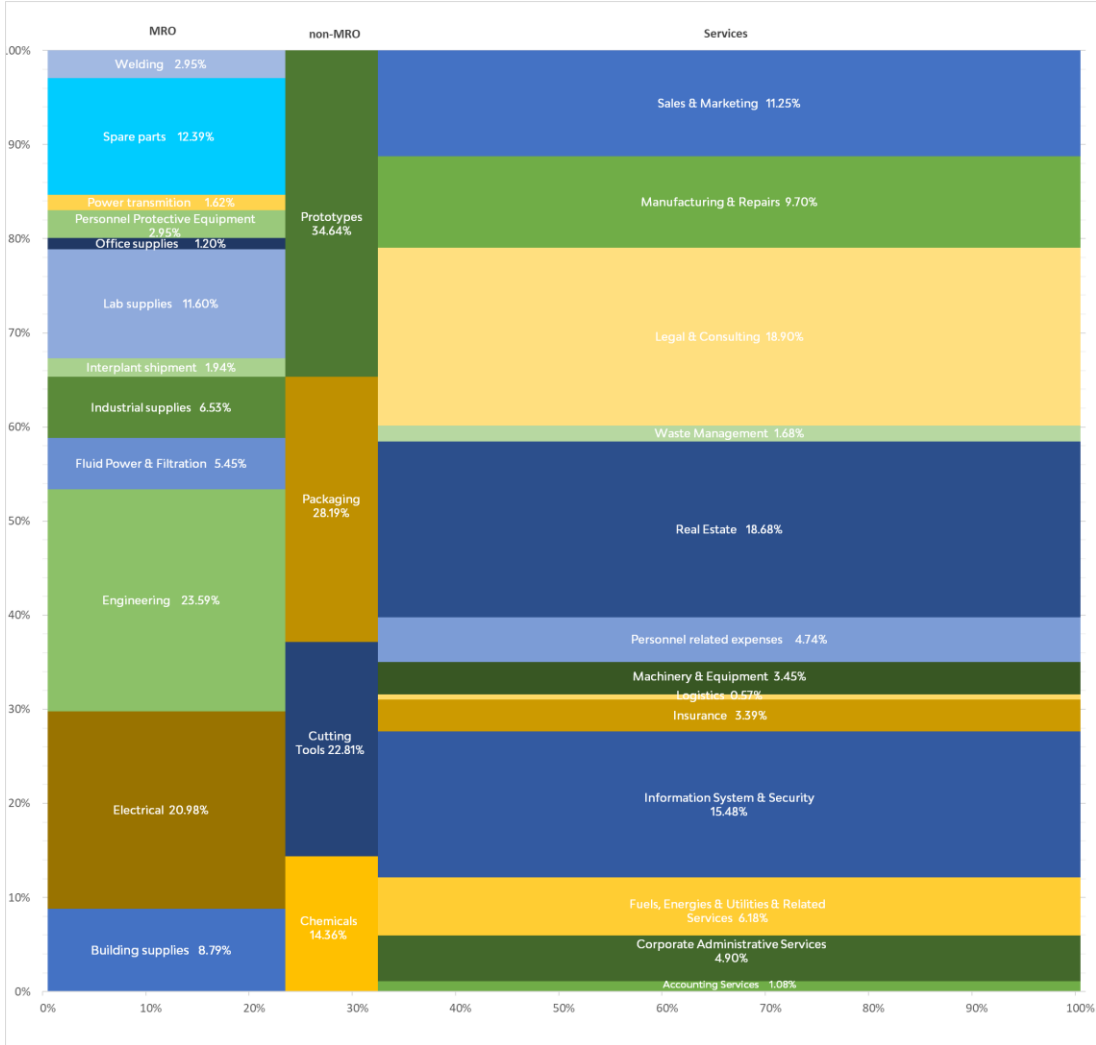 MRO
non-MRO
Services
100%
90%
80%
70%
60%
50%
40%
30%
20%
10%
0%
Welding 2.95%
Spare parts 12.39%
Power transmition 1.62%
Personnel Protective Equipment
2.95%
Office supplies 1.20%
Lab supplies 11.60%
Interplant shipment 1.94%
Industrial supplies 6.53%
Fluid Power & Filtration 5.45%
Engineering 23.59%
Electrical 20.98%
Building supplies 8.79%
Prototypes
34.64%
Packaging
28.19%
Cutting
Tools 22.81%
Chemicals
14.36%
Sales & Marketing 11.25%
Manufacturing & Repairs 9.70%
Legal & Consulting 18.90%
Waste Management 1.68%
Real Estate 18.68%
Personnel related expenses 4.74%
Machinery & Equipment 3.45%
Logistics 0.57%
Insurance 3.39%
Information System & Security
15.48%
Fuels, Energies & Utilities & Related
Services 6.18%
Corporate Administrative Services
4.90%
Accounting Services 1.08%
0%
10%
20%
30%
40%
50%
60%
70%
80%
90%
100%